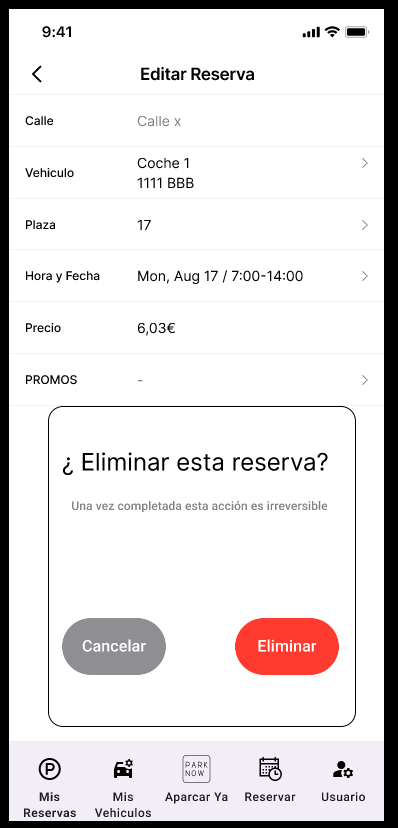 9:41
Editar Reserva
Calle Calle x
Vehiculo Coche 1
1111 BBB
Plaza 17
Hora y Fecha Mon, Aug 17 / 7:00-14:00
Precio 6,03€
PROMOS -
¿ Eliminar esta reserva?
Una vez completada esta acción es irreversible
Cancelar Eliminar
PARK
NOW
Mis Reservas
Mis Vehiculos
Aparcar Ya
Reservar
Usuario